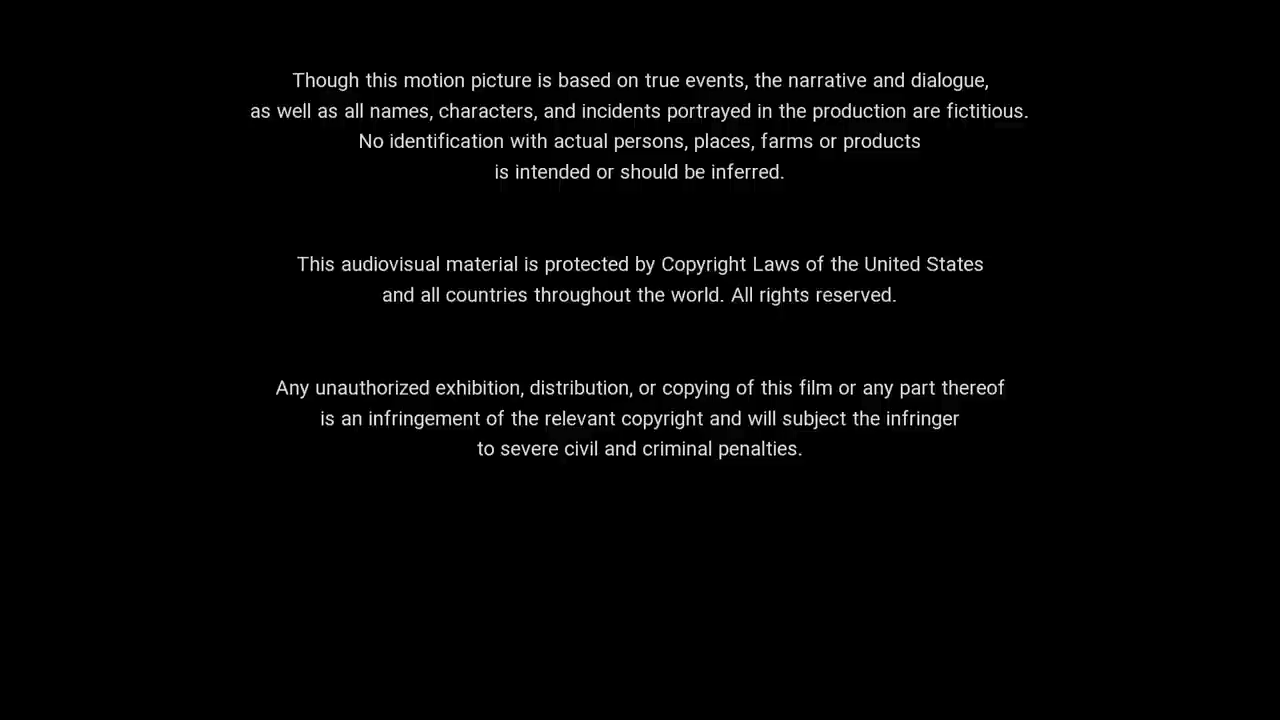 Though this motion picture is based on true events, the narrative and dialogue,
as well as all names, characters, and incidents portrayed in the production are fictitious.
No identification with actual persons, places, farms or products
is intended or should be inferred.
This audiovisual material is protected by Copyright Laws of the United States
and all countries throughout the world. All rights reserved.
Any unauthorized exhibition, distribution, or copying of this film or any part thereof
is an infringement of the relevant copyright and will subject the infringer
to severe civil and criminal penalties.